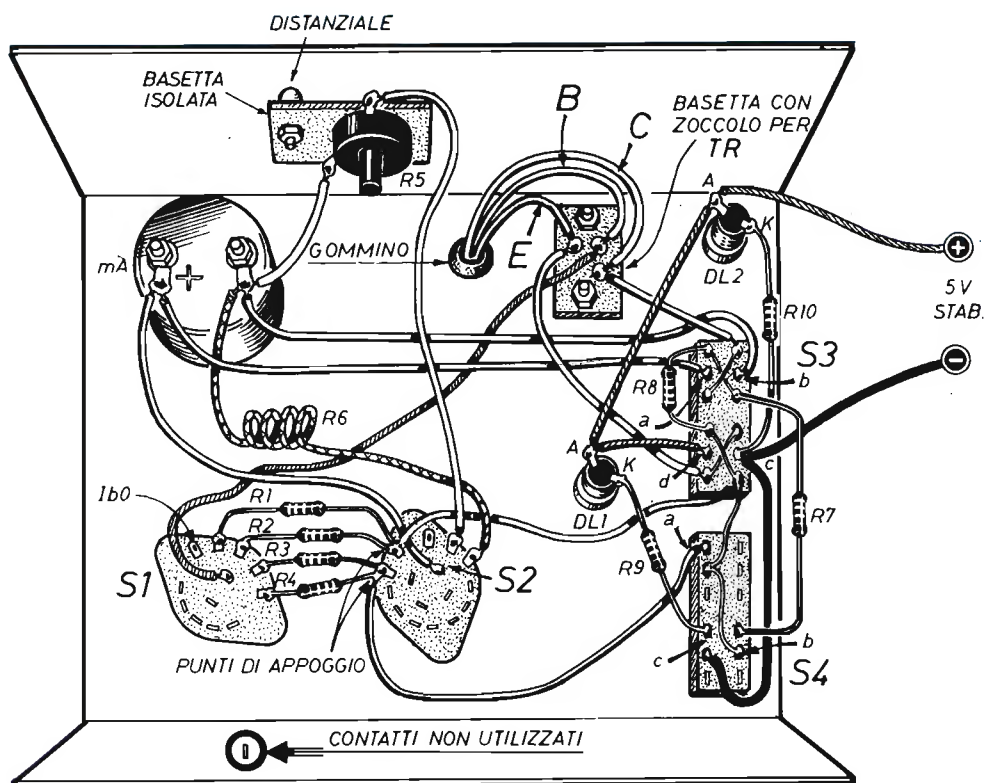 DISTANZIALE
BASETTA
ISOLATA
R5
B
C
BASETTA CON
ZOCCOLO PER
TR
A
K
DL2
+
5V
STAB.
-
mA
+
GOMMINO
E
R10
S3
R8
b
a
R6
A
K
DL1
d
c
Ib0
R1
R2
R3
R4
S1
S2
R9
a
R7
PUNTI DI APPOGGIO
c
b
S4
CONTATTI NON UTILIZZATI